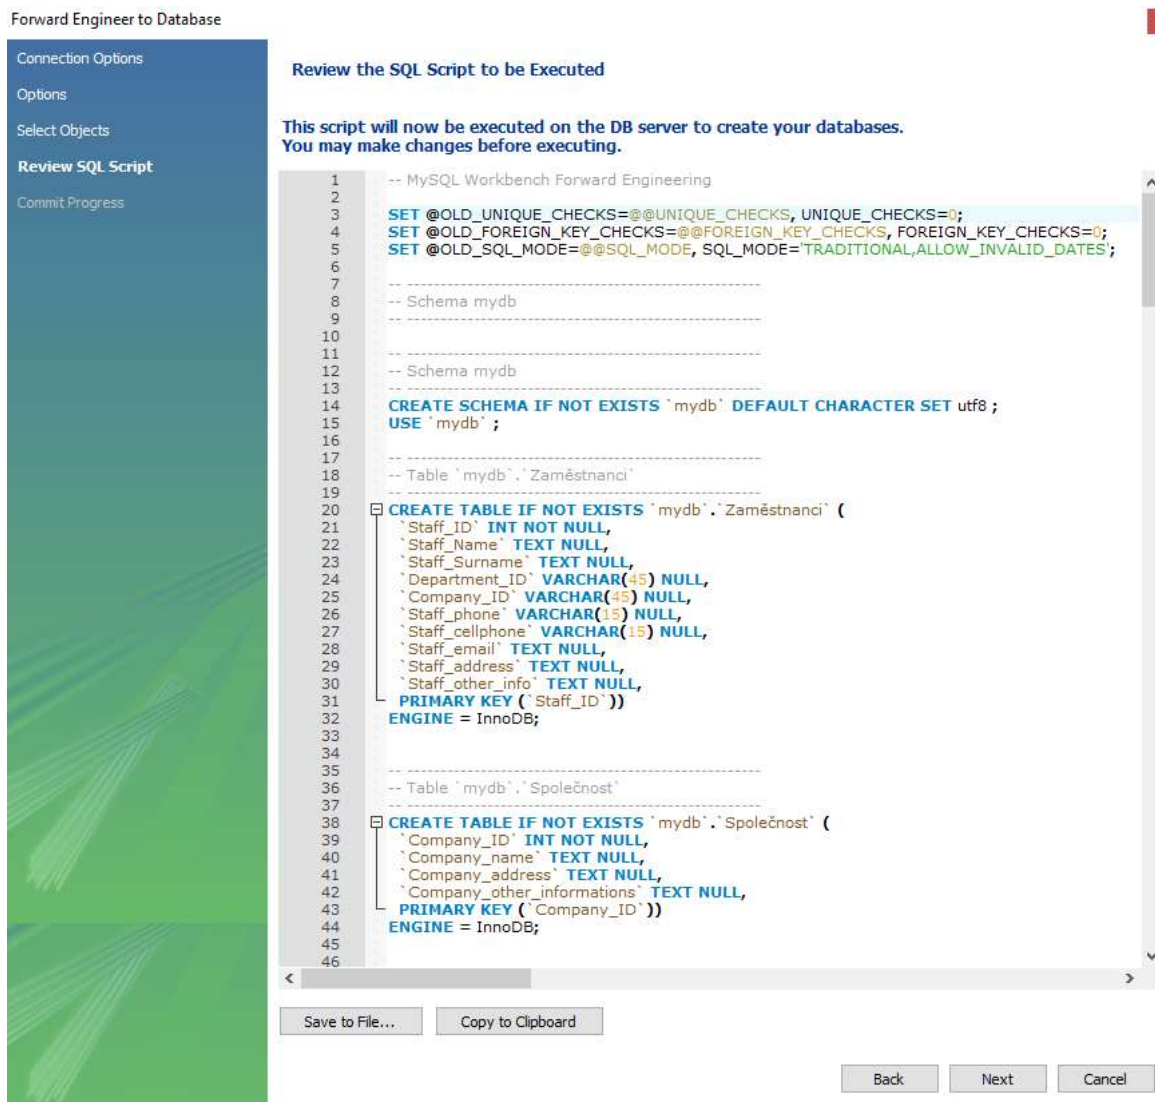 Forward Engineer to Database
Connection Options
Options
Select Objects
Review SQL Script
Commit Progress
Review the SQL Script to be Executed
This script will now be executed on the DB server to create your databases.
You may make changes before executing.
1 -- MySQL Workbench Forward Engineering
2
3 SET @OLD_UNIQUE_CHECKS=@@UNIQUE_CHECKS, UNIQUE_CHECKS=0;
4 SET @OLD_FOREIGN_KEY_CHECKS=@@FOREIGN_KEY_CHECKS, FOREIGN_KEY_CHECKS=0;
5 SET @OLD_SQL_MODE=@@SQL_MODE, SQL_MODE='TRADITIONAL,ALLOW_INVALID_DATES';
6
7 -- -----------------------------------------------------
8 -- Schema mydb
9 -- -----------------------------------------------------
10
11 -- -----------------------------------------------------
12 -- Schema mydb
13 -- -----------------------------------------------------
14 CREATE SCHEMA IF NOT EXISTS `mydb` DEFAULT CHARACTER SET utf8 ;
15 USE `mydb` ;
16
17 -- -----------------------------------------------------
18 -- Table `mydb`.`Zaměstnanci`
19 -- -----------------------------------------------------
20 CREATE TABLE IF NOT EXISTS `mydb`.`Zaměstnanci` (
21 `Staff_ID` INT NOT NULL,
22 `Staff_Name` TEXT NULL,
23 `Staff_Surname` TEXT NULL,
24 `Department_ID` VARCHAR(45) NULL,
25 `Company_ID` VARCHAR(45) NULL,
26 `Staff_phone` VARCHAR(15) NULL,
27 `Staff_cellphone` VARCHAR(15) NULL,
28 `Staff_email` TEXT NULL,
29 `Staff_address` TEXT NULL,
30 `Staff_other_info` TEXT NULL,
31 PRIMARY KEY (`Staff_ID`))
32 ENGINE = InnoDB;
33
34
35 -- -----------------------------------------------------
36 -- Table `mydb`.`Společnost`
37 -- -----------------------------------------------------
38 CREATE TABLE IF NOT EXISTS `mydb`.`Společnost` (
39 `Company_ID` INT NOT NULL,
40 `Company_name` TEXT NULL,
41 `Company_address` TEXT NULL,
42 `Company_other_informations` TEXT NULL,
43 PRIMARY KEY (`Company_ID`))
44 ENGINE = InnoDB;
45
46
Save to File... Copy to Clipboard
Back Next Cancel